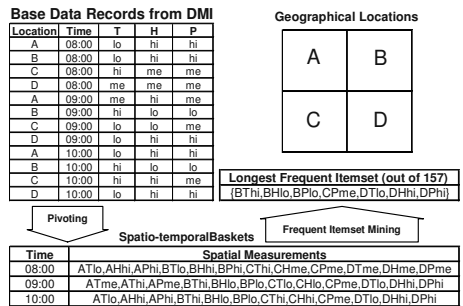 Base Data Records from DMI
Location Time T H P
A 08:00 lo hi hi
B 08:00 lo hi hi
C 08:00 hi me me
D 08:00 me me me
A 09:00 me hi me
B 09:00 hi lo lo
C 09:00 lo lo me
D 09:00 lo hi hi
A 10:00 lo hi hi
B 10:00 hi lo lo
C 10:00 hi hi me
D 10:00 lo hi hi
Geographical Locations
A B
C D
Longest Frequent Itemset (out of 157)
{BThi,BHlo,BPlo,CPme,DTlo,DHhi,DPhi}
Pivoting
Frequent Itemset Mining
Spatio-temporalBaskets
Time Spatial Measurements
08:00 ATlo,AHhi,APhi,BTlo,BHhi,BPhi,CThi,CHme,CPme,DTme,DHme,DPme
09:00 ATme,AThi,APme,BThi,BHlo,BPlo,CTlo,CHlo,CPme,DTlo,DHhi,DPhi
10:00 ATlo,AHhi,APhi,BThi,BHlo,BPlo,CThi,CHhi,CPme,DTlo,DHhi,DPhi